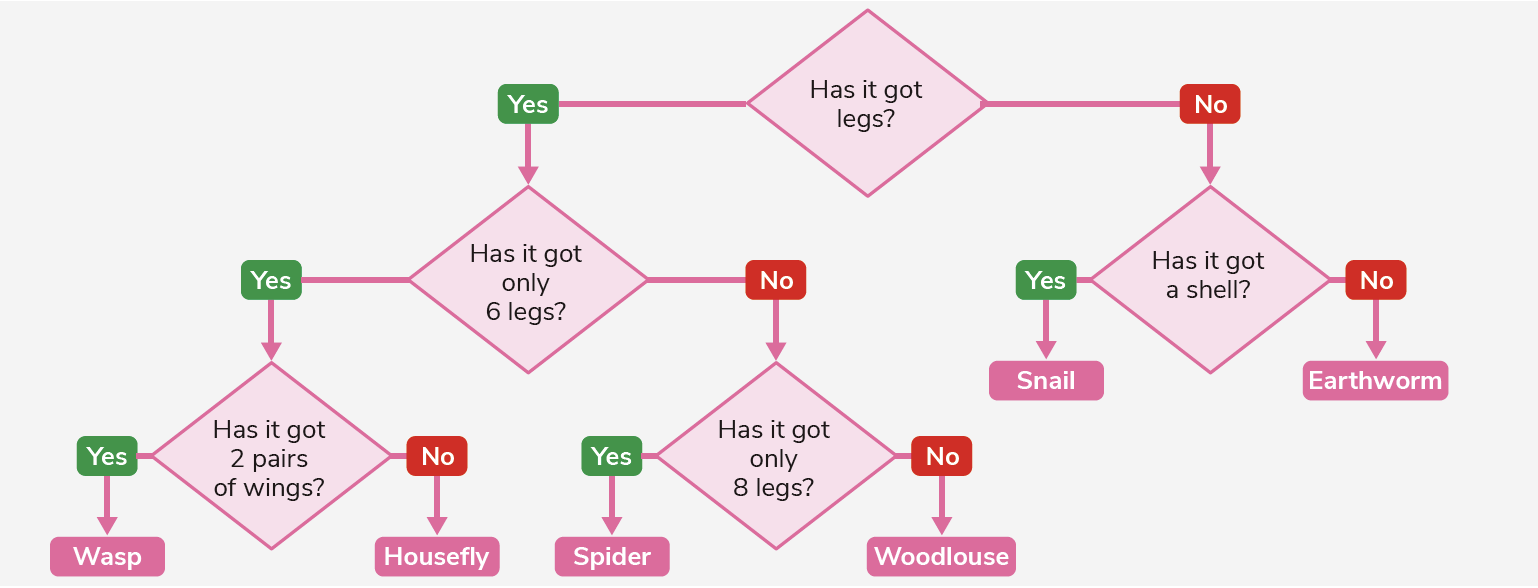 Has it got
legs?
Yes
No
Has it got
only
6 legs?
Has it got
a shell?
Yes
No
Yes
No
Snail
Earthworm
Has it got
2 pairs
of wings?
Has it got
only
8 legs?
Yes
No
Yes
No
Wasp
Housefly
Spider
Woodlouse